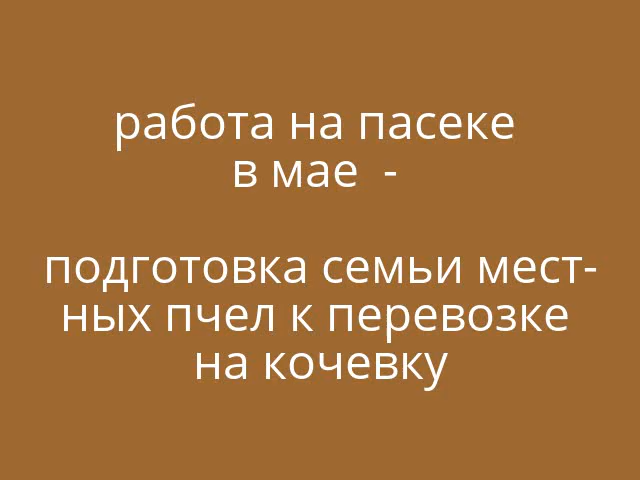 работа на пасеке
в мае  -
подготовка семьи мест-
ных пчел к перевозке
на кочевку